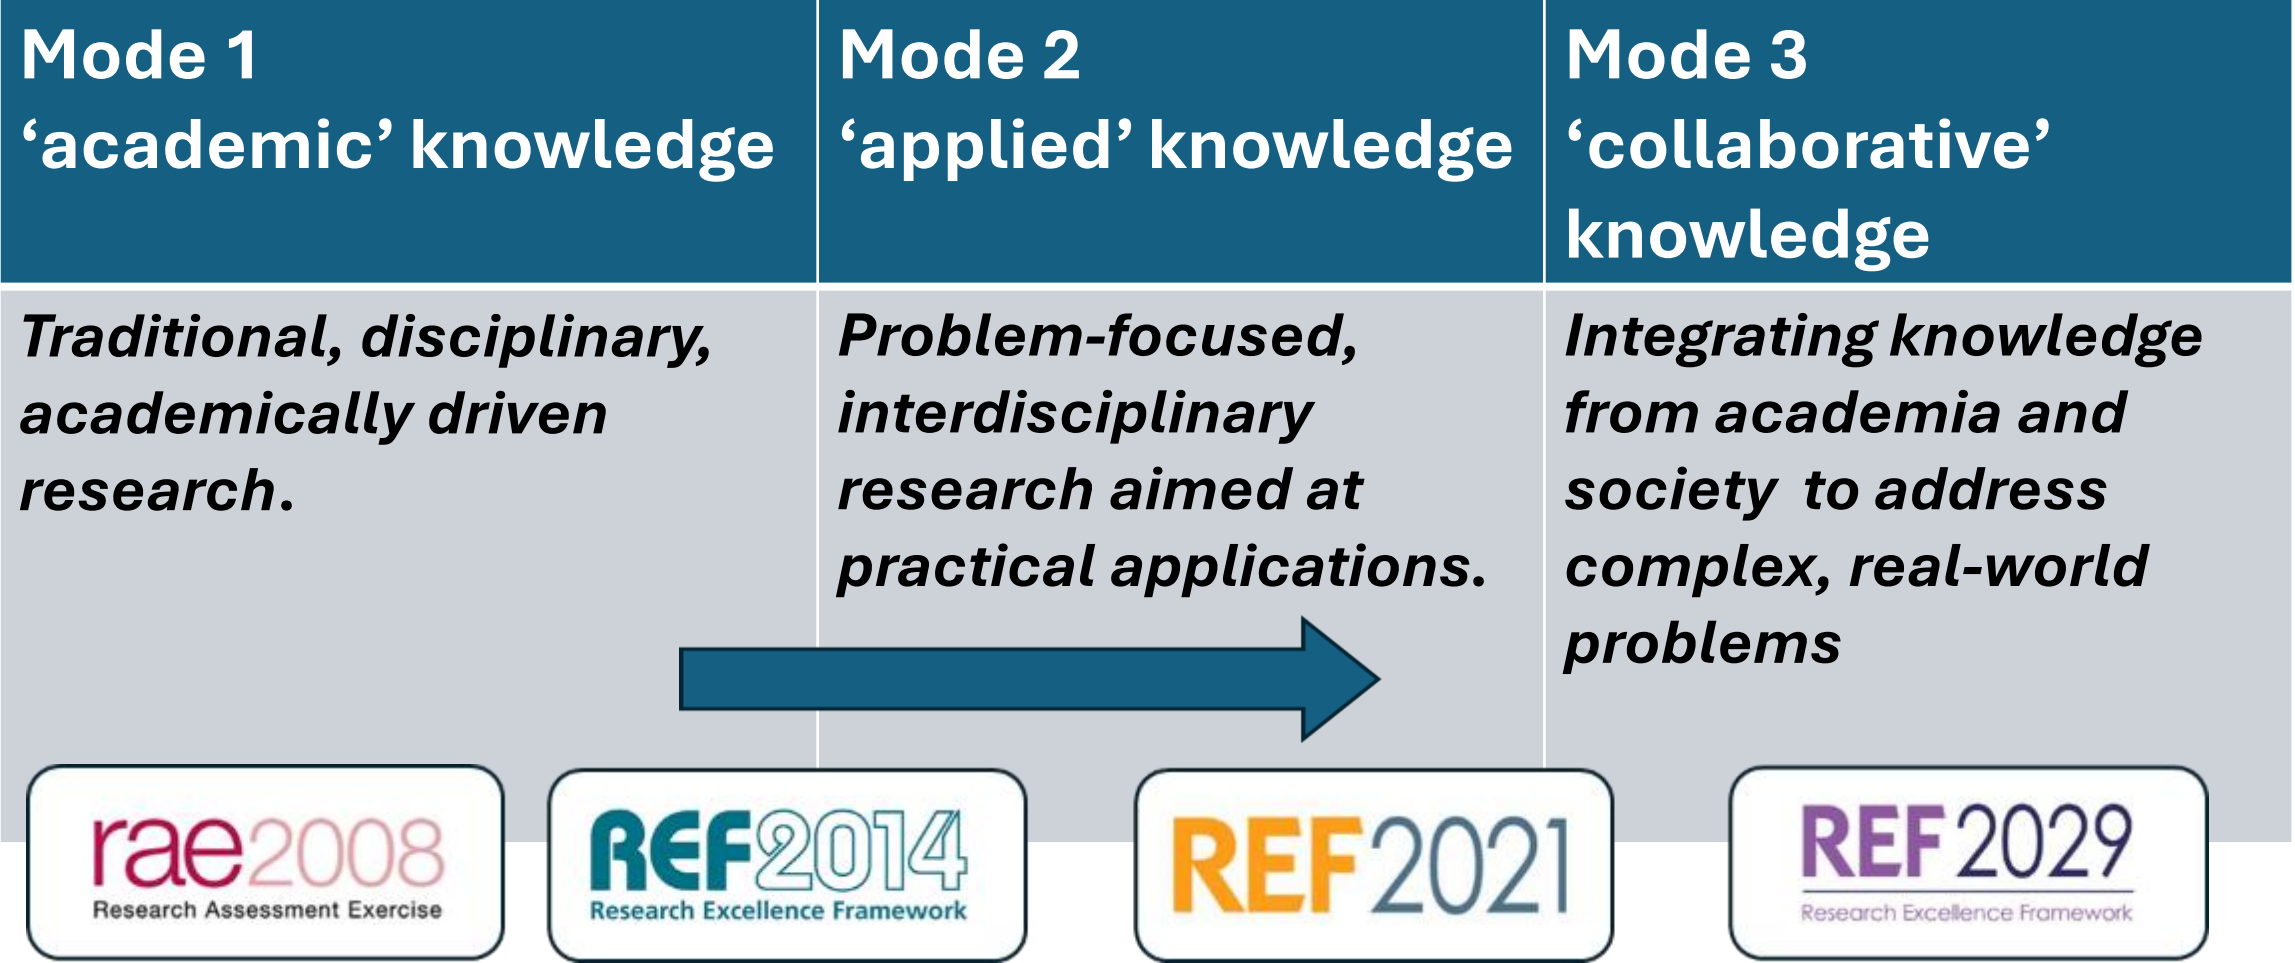 Mode 1
‘academic’ knowledge
Mode 2
‘applied’ knowledge
Mode 3
‘collaborative’
knowledge
Traditional, disciplinary,
academically driven
research.
Problem-focused,
interdisciplinary
research aimed at
practical applications.
Integrating knowledge
from academia and
society  to address
complex, real-world
problems
rae2008
Research Assessment Exercise
REF2014
Research Excellence Framework
REF2021
REF2029
Research Excellence Framework